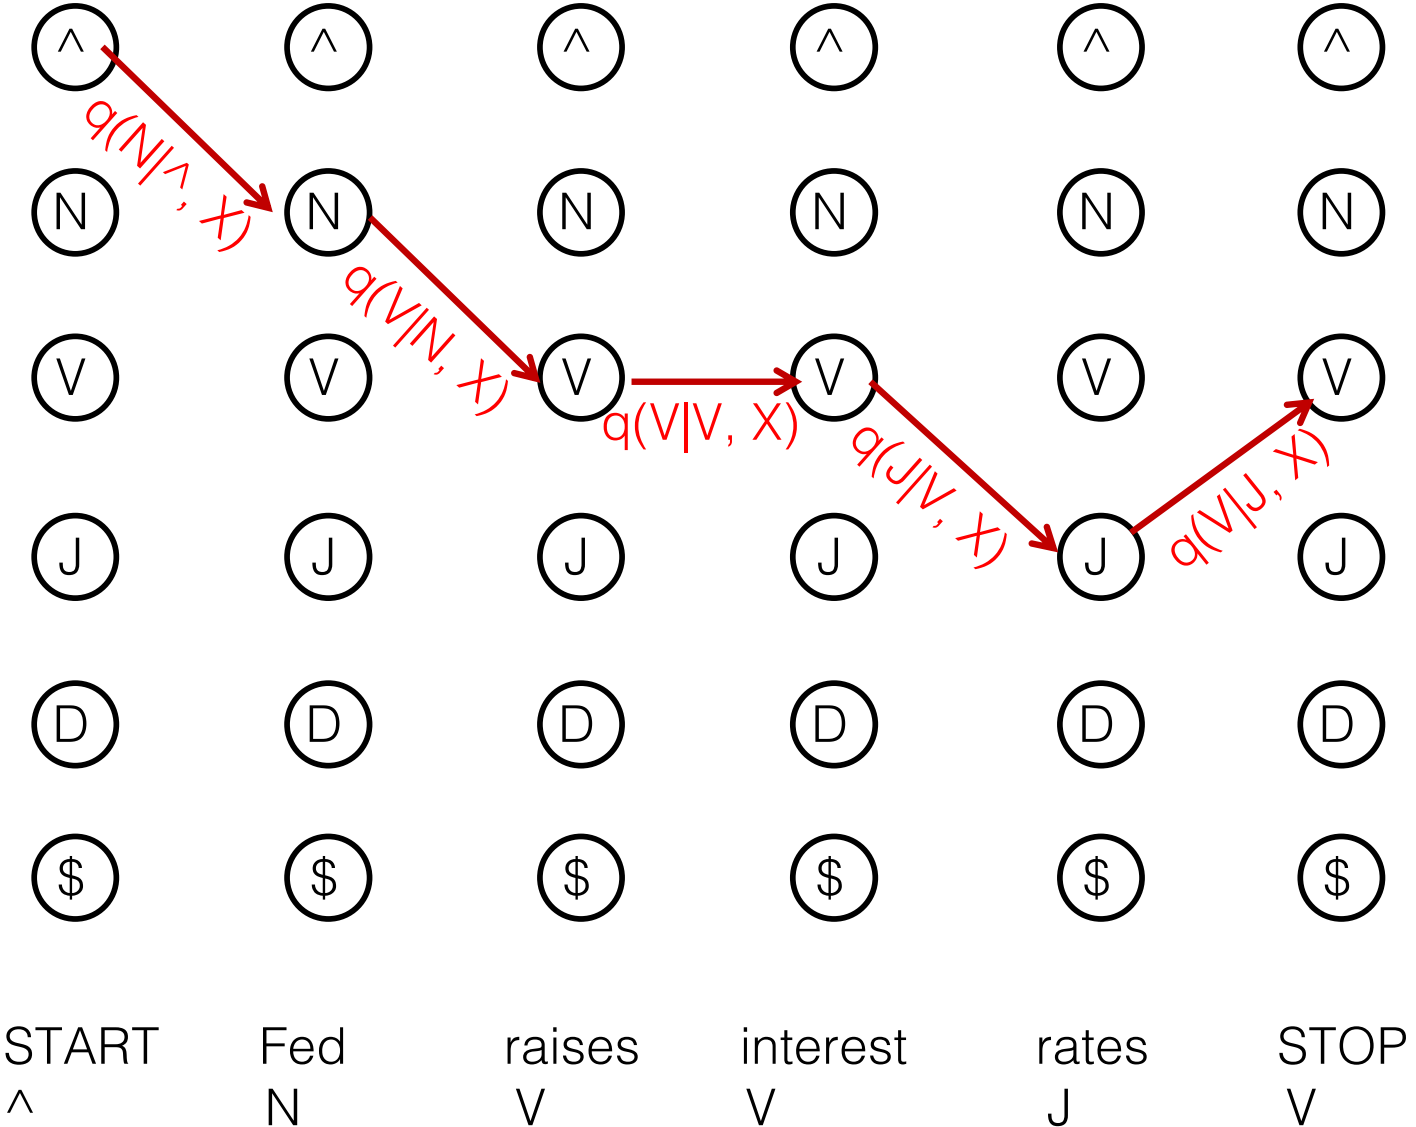 ^ ^ ^ ^ ^ ^
q(N|^, X)
N N N N N N
q(V|N, X)
V V V V V V
q(V|V, X)
q(J|V, X)
q(V|J, X)
J J J J J J
D D D D D D
$ $ $ $ $ $
START Fed raises interest rates STOP
^ N V V J V